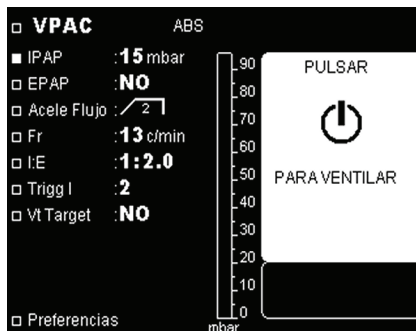 VPAC ABS
IPAP :15 mbar
EPAP :NO
Acele Flujo : 2
Fr :13 c/min
I:E :1:2.0
Trigg I :2
Vt Target :NO
Preferencias
90
80
70
60
50
40
30
20
10
0
mbar
PULSAR
PARA VENTILAR